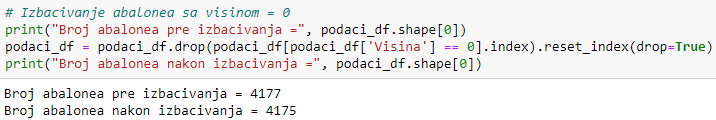 # Izbacivanje abalonea sa visinom = 0
print("Broj abalonea pre izbacivanja =", podaci_df.shape[0])
podaci_df = podaci_df.drop(podaci_df[podaci_df['Visina'] == 0].index).reset_index(drop=True)
print("Broj abalonea nakon izbacivanja =", podaci_df.shape[0])
Broj abalonea pre izbacivanja = 4177
Broj abalonea nakon izbacivanja = 4175